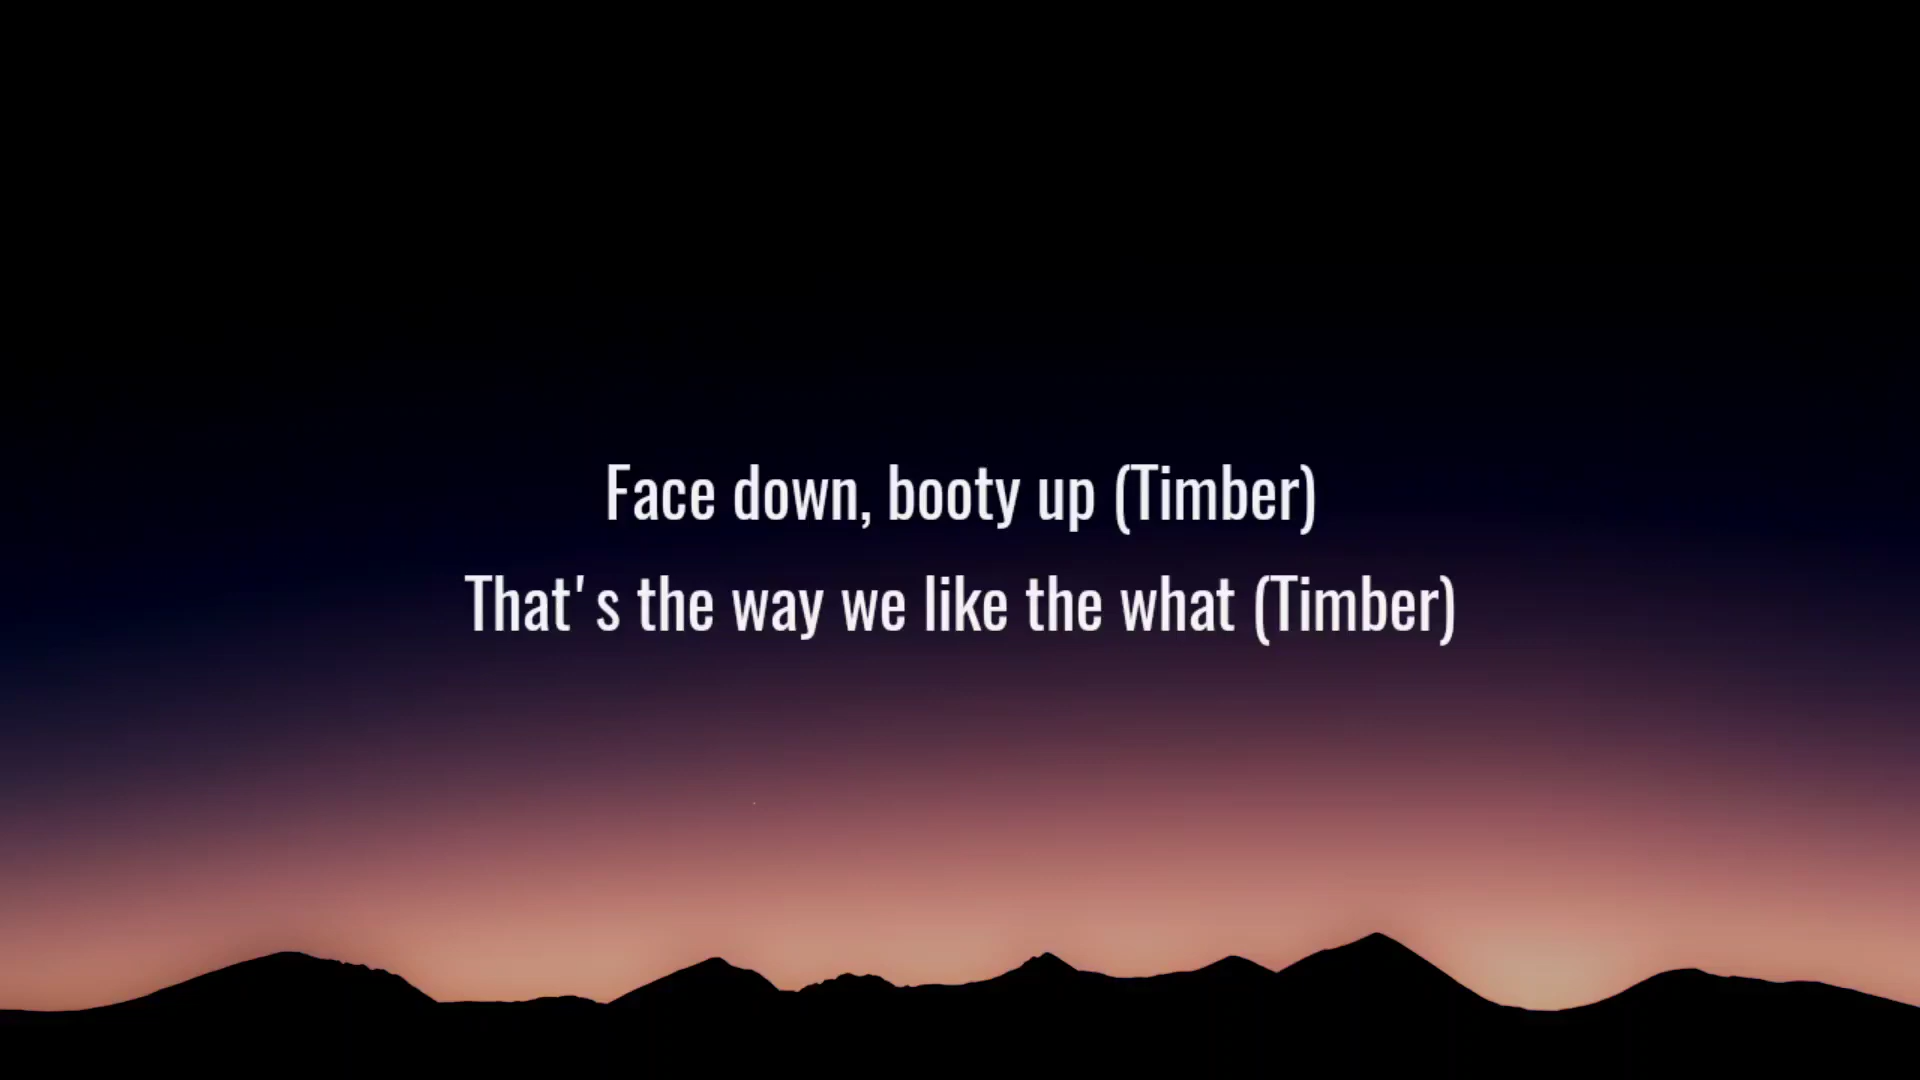 Face down, booty up (Timber)
That's the way we like the what (Timber)